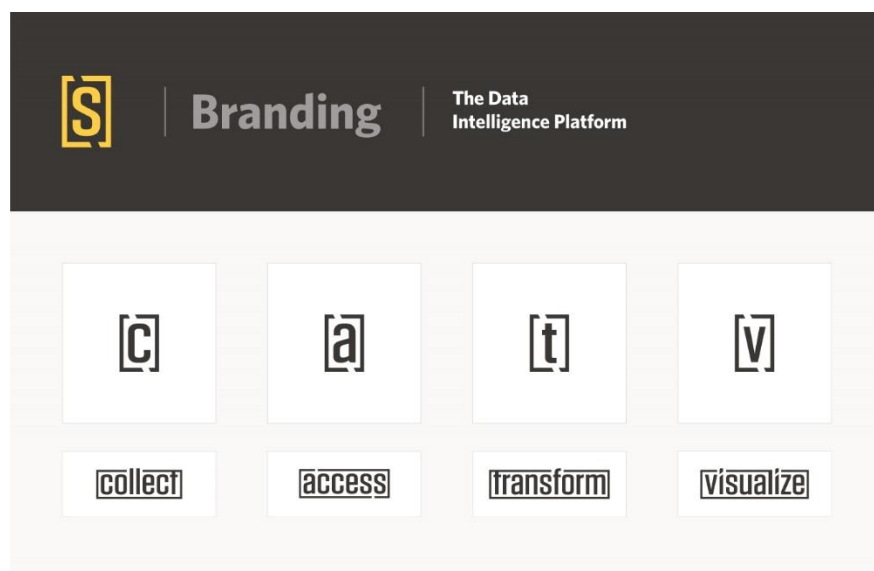 [S]
Branding
The Data
Intelligence Platform
[c]
[a]
[t]
[v]
collect
access
transform
visualize